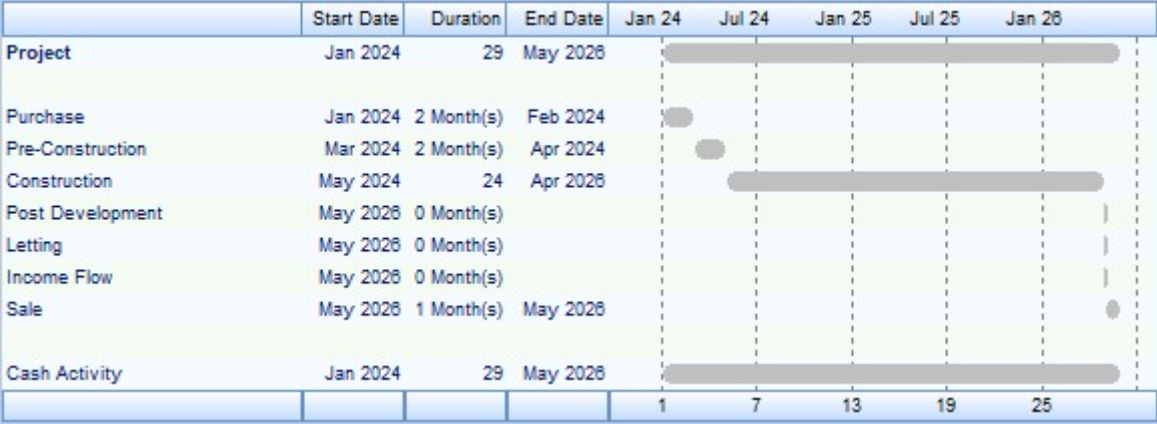 Start Date Duration End Date Jan 24 Jul 24 Jan 25 Jul 25 Jan 26
Project Jan 2024 29 May 2026
Purchase Jan 2024 2 Month(s) Feb 2024
Pre-Construction Mar 2024 2 Month(s) Apr 2024
Construction May 2024 24 Apr 2026
Post Development May 2026 0 Month(s)
Letting May 2026 0 Month(s)
Income Flow May 2026 0 Month(s)
Sale May 2026 1 Month(s) May 2026
Cash Activity Jan 2024 29 May 2026
1 7 13 19 25